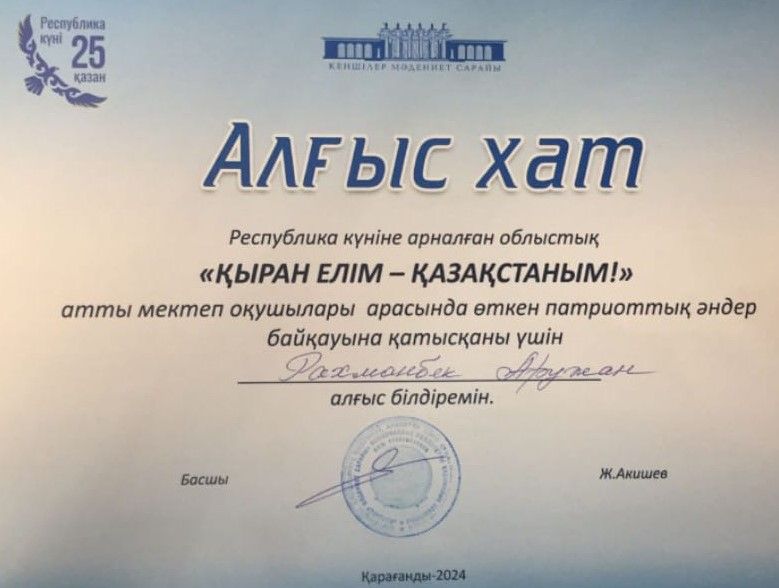 Республика
күні 25
қазан
КЕНШІЛЕР МӘДЕНИЕТ САРАЙЫ
Алғыс хат
Республика күніне арналған облыстық
«ҚЫРАН ЕЛІМ – ҚАЗАҚСТАНЫМ!»
атты мектеп оқушылары арасында өткен патриоттық әндер
байқауына қатысқаны үшін
Рахманбек Аружан
алғыс білдіремін.
Басшы
Ж.Акишев
Қарағанды-2024